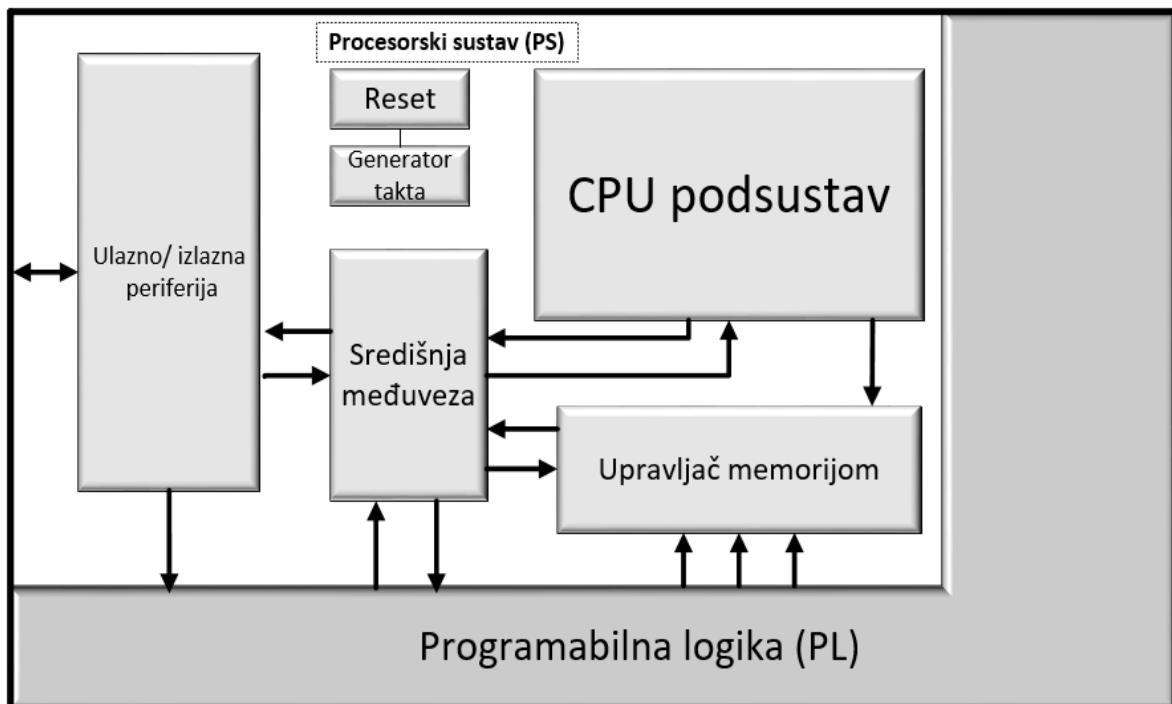 Procesorski sustav (PS)
Reset
Generator
takta
CPU podsustav
Ulazno/ izlazna
periferija
Središnja
međuveza
Upravljač memorijom
Programabilna logika (PL)